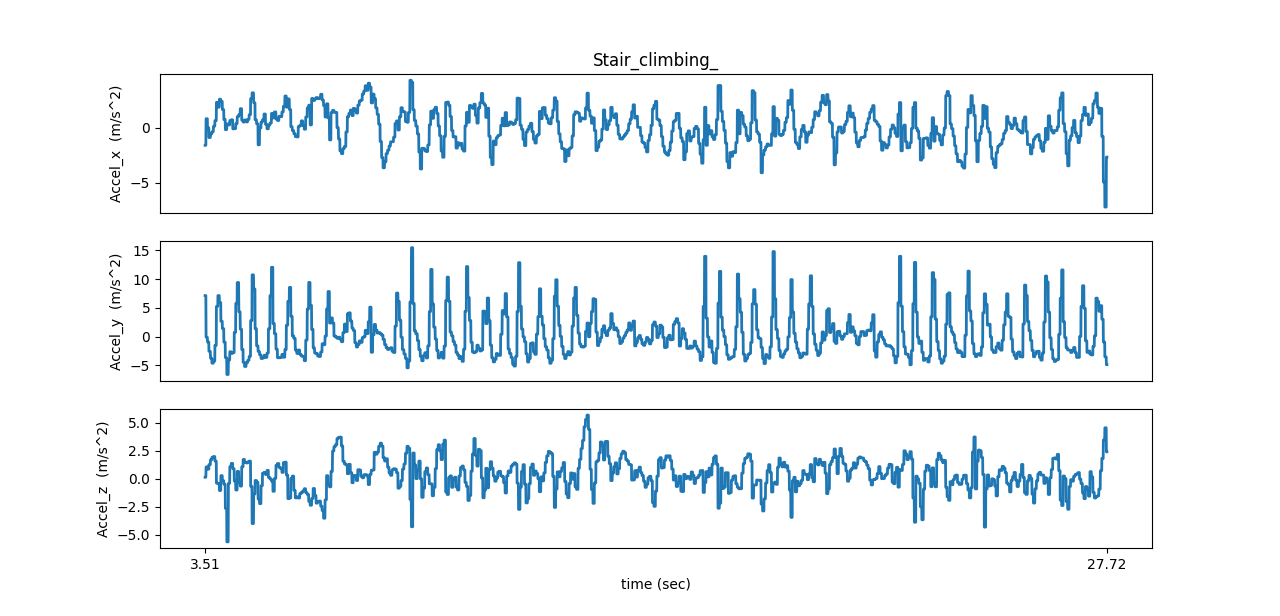 Stair_climbing_
Accel_x (m/s^2)
0
−5
Accel_y (m/s^2)
15
10
5
0
−5
Accel_z (m/s^2)
5.0
2.5
0.0
−2.5
−5.0
3.51
27.72
time (sec)